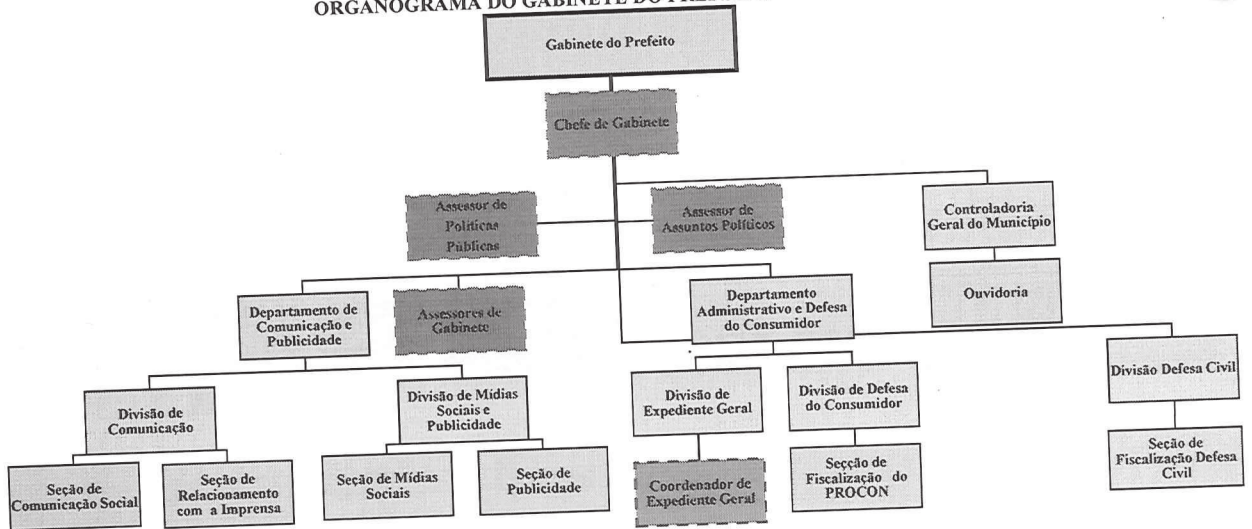 ORGANOGRAMA DO GABINETE DO
Gabinete do Prefeito
Chefe de Gabinete
Assessor de
Políticas
Públicas
Assessor de
Assuntos Políticos
Controladoria
Geral do Município
Ouvidoria
Departamento de
Comunicação e
Publicidade
Assessores de
Gabinete
Departamento
Administrativo e Defesa
do Consumidor
Divisão Defesa Civil
Divisão de
Comunicação
Divisão de Mídias
Sociais e
Publicidade
Divisão de
Expediente Geral
Divisão de Defesa
do Consumidor
Seção de
Fiscalização Defesa
Civil
Seção de
Comunicação Social
Seção de
Relacionamento
com a Imprensa
Seção de Mídias
Sociais
Seção de
Publicidade
Coordenador de
Expediente Geral
Secção de
Fiscalização do
PROCON